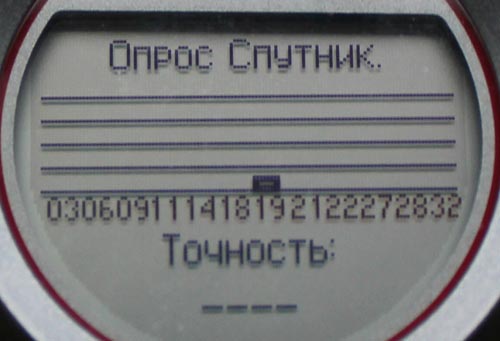 Опрос Спутник.
030609111418192122272832
Точность:
----